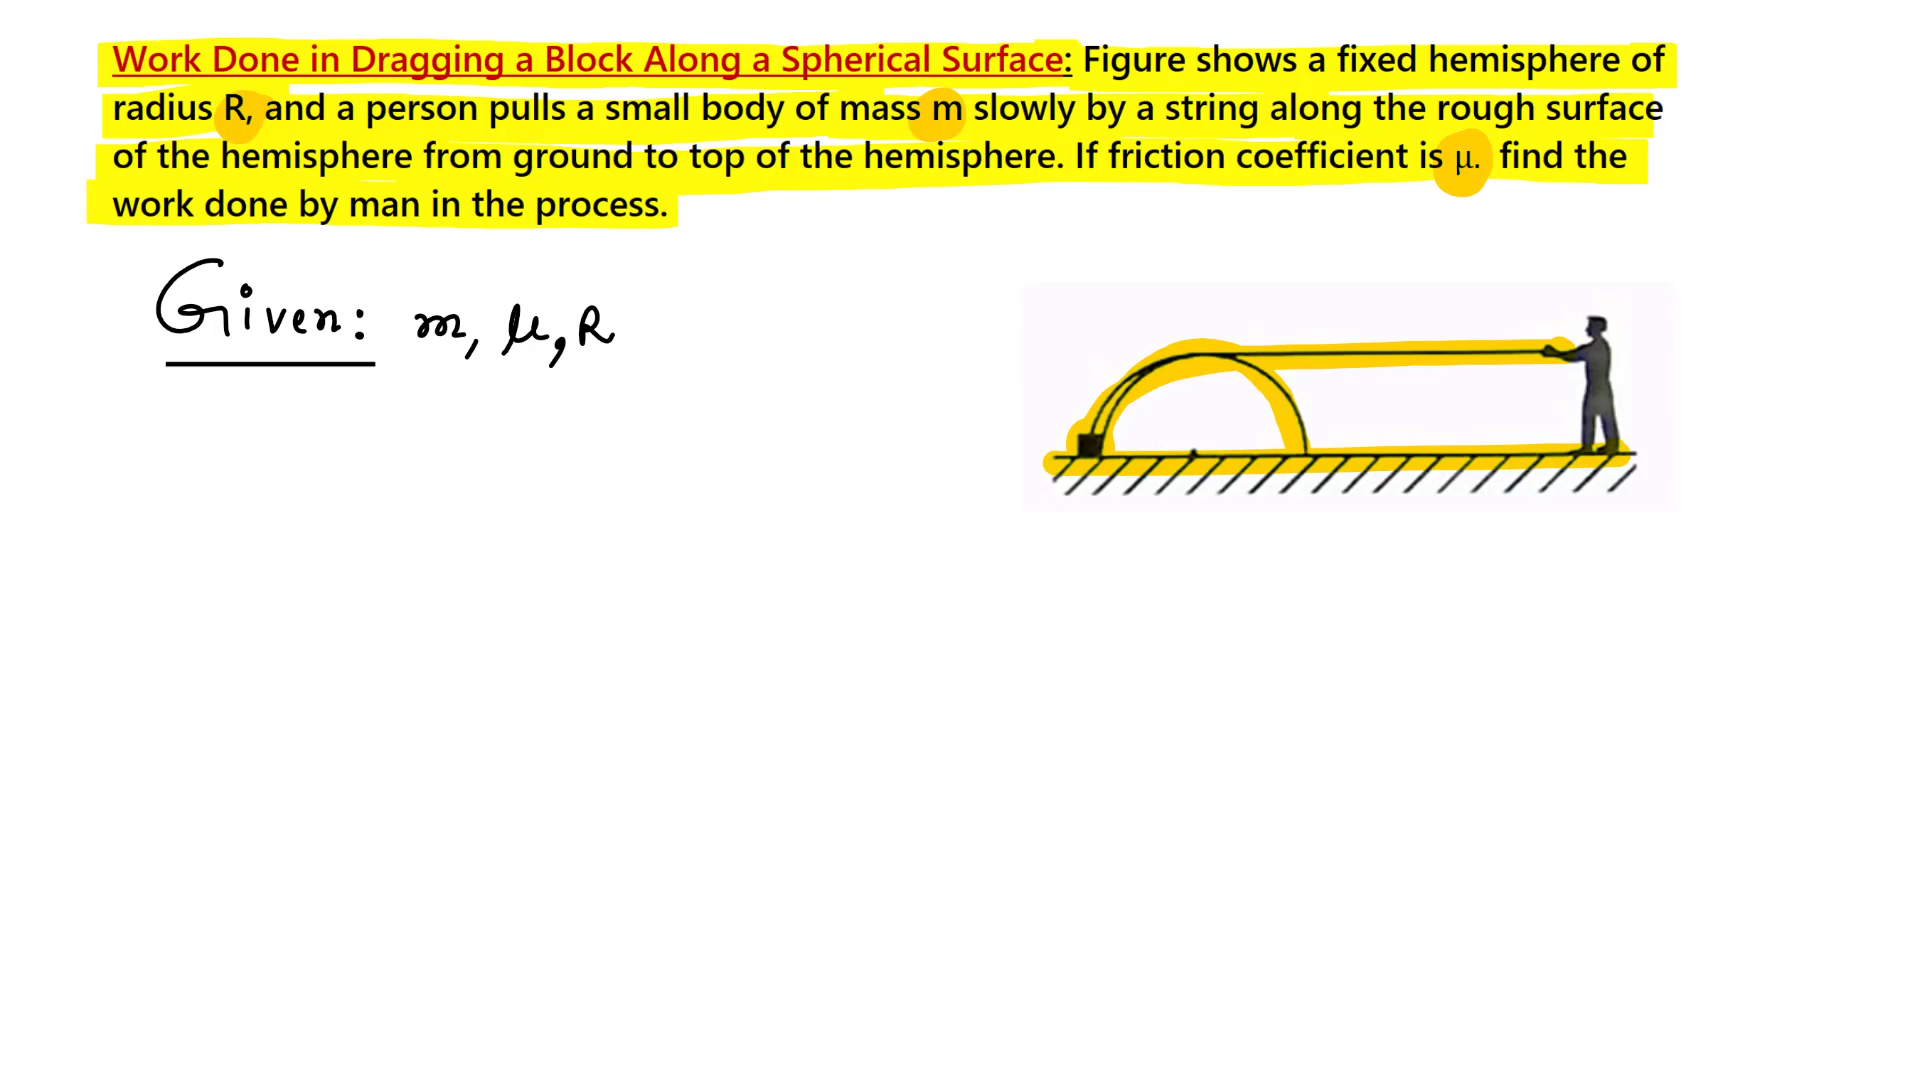 Work Done in Dragging a Block Along a Spherical Surface: Figure shows a fixed hemisphere of
radius R, and a person pulls a small body of mass m slowly by a string along the rough surface
of the hemisphere from ground to top of the hemisphere. If friction coefficient is μ. find the
work done by man in the process.
Given: m, μ, R